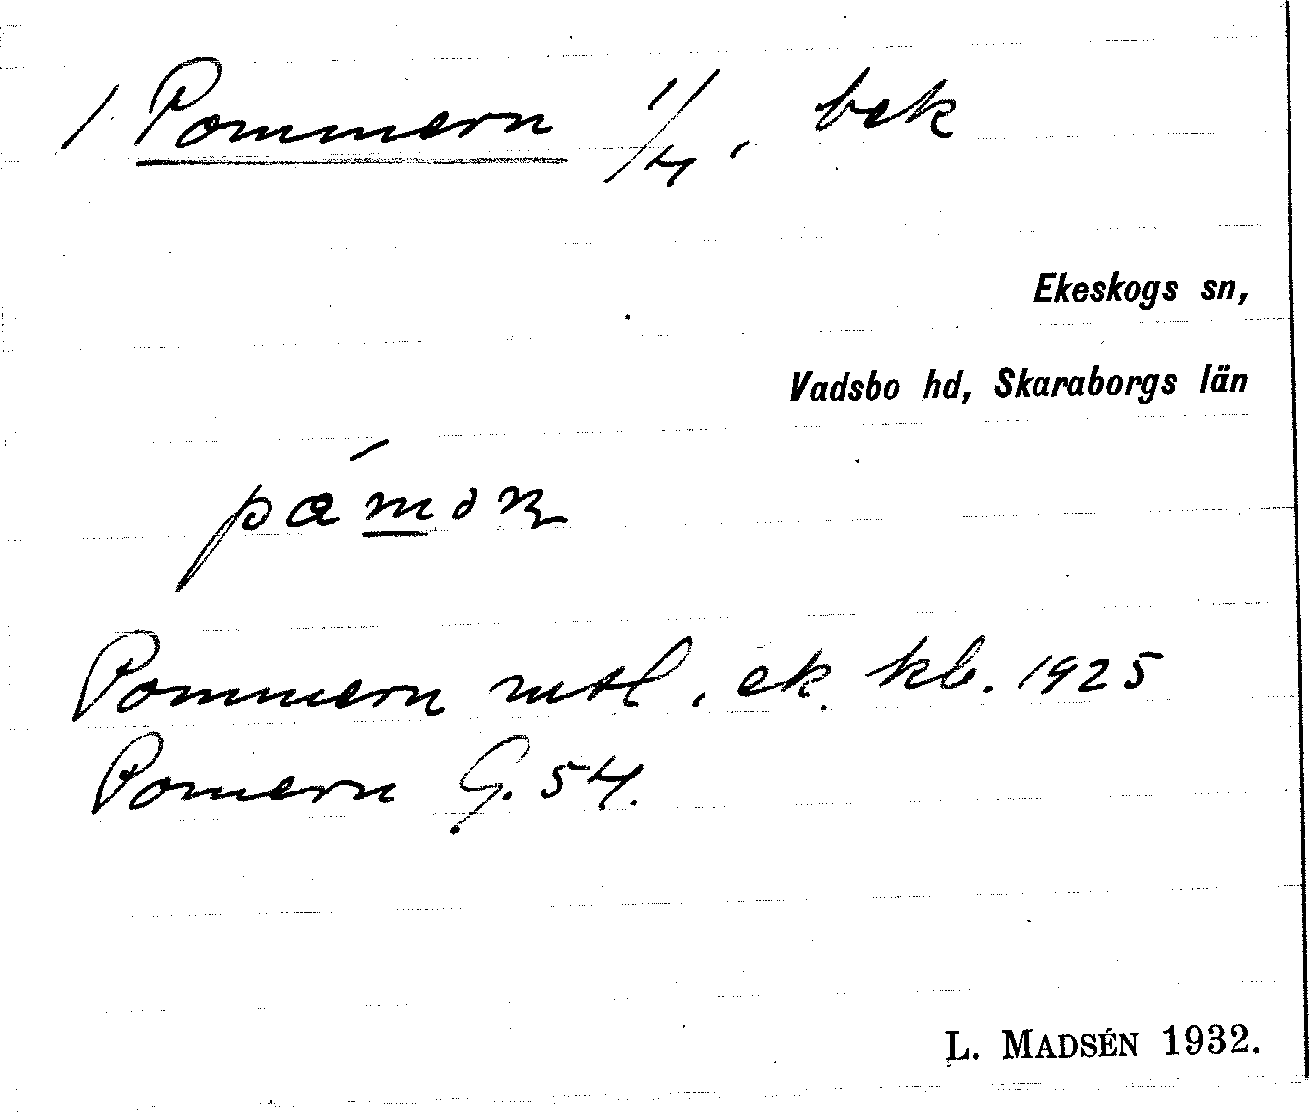 1 Pommern 1/4, bek
Ekeskogs sn,
Vadsbo hd, Skaraborgs län
Pommern mtl, ek. kb. 1925
Pomern G. 54.
L. MADSÉN 1932.